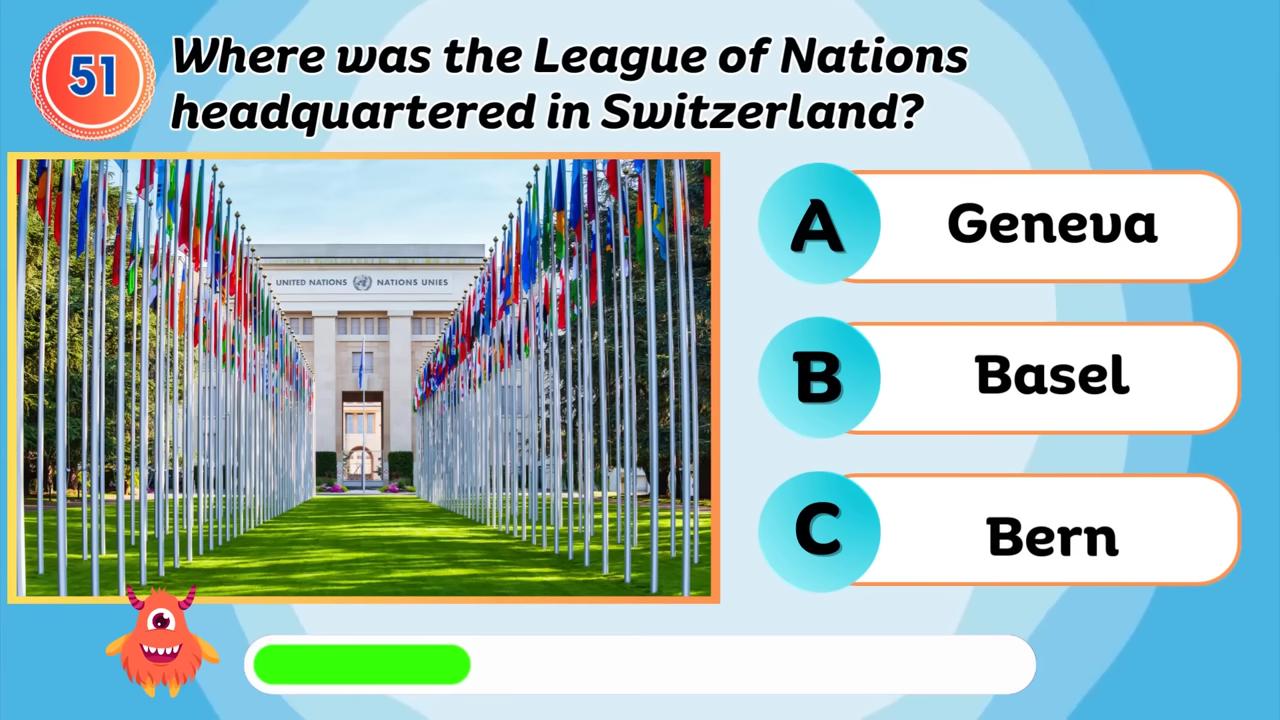 51
Where was the League of Nations
headquartered in Switzerland?
UNITED NATIONS NATIONS UNIES
A Geneva
B Basel
C Bern